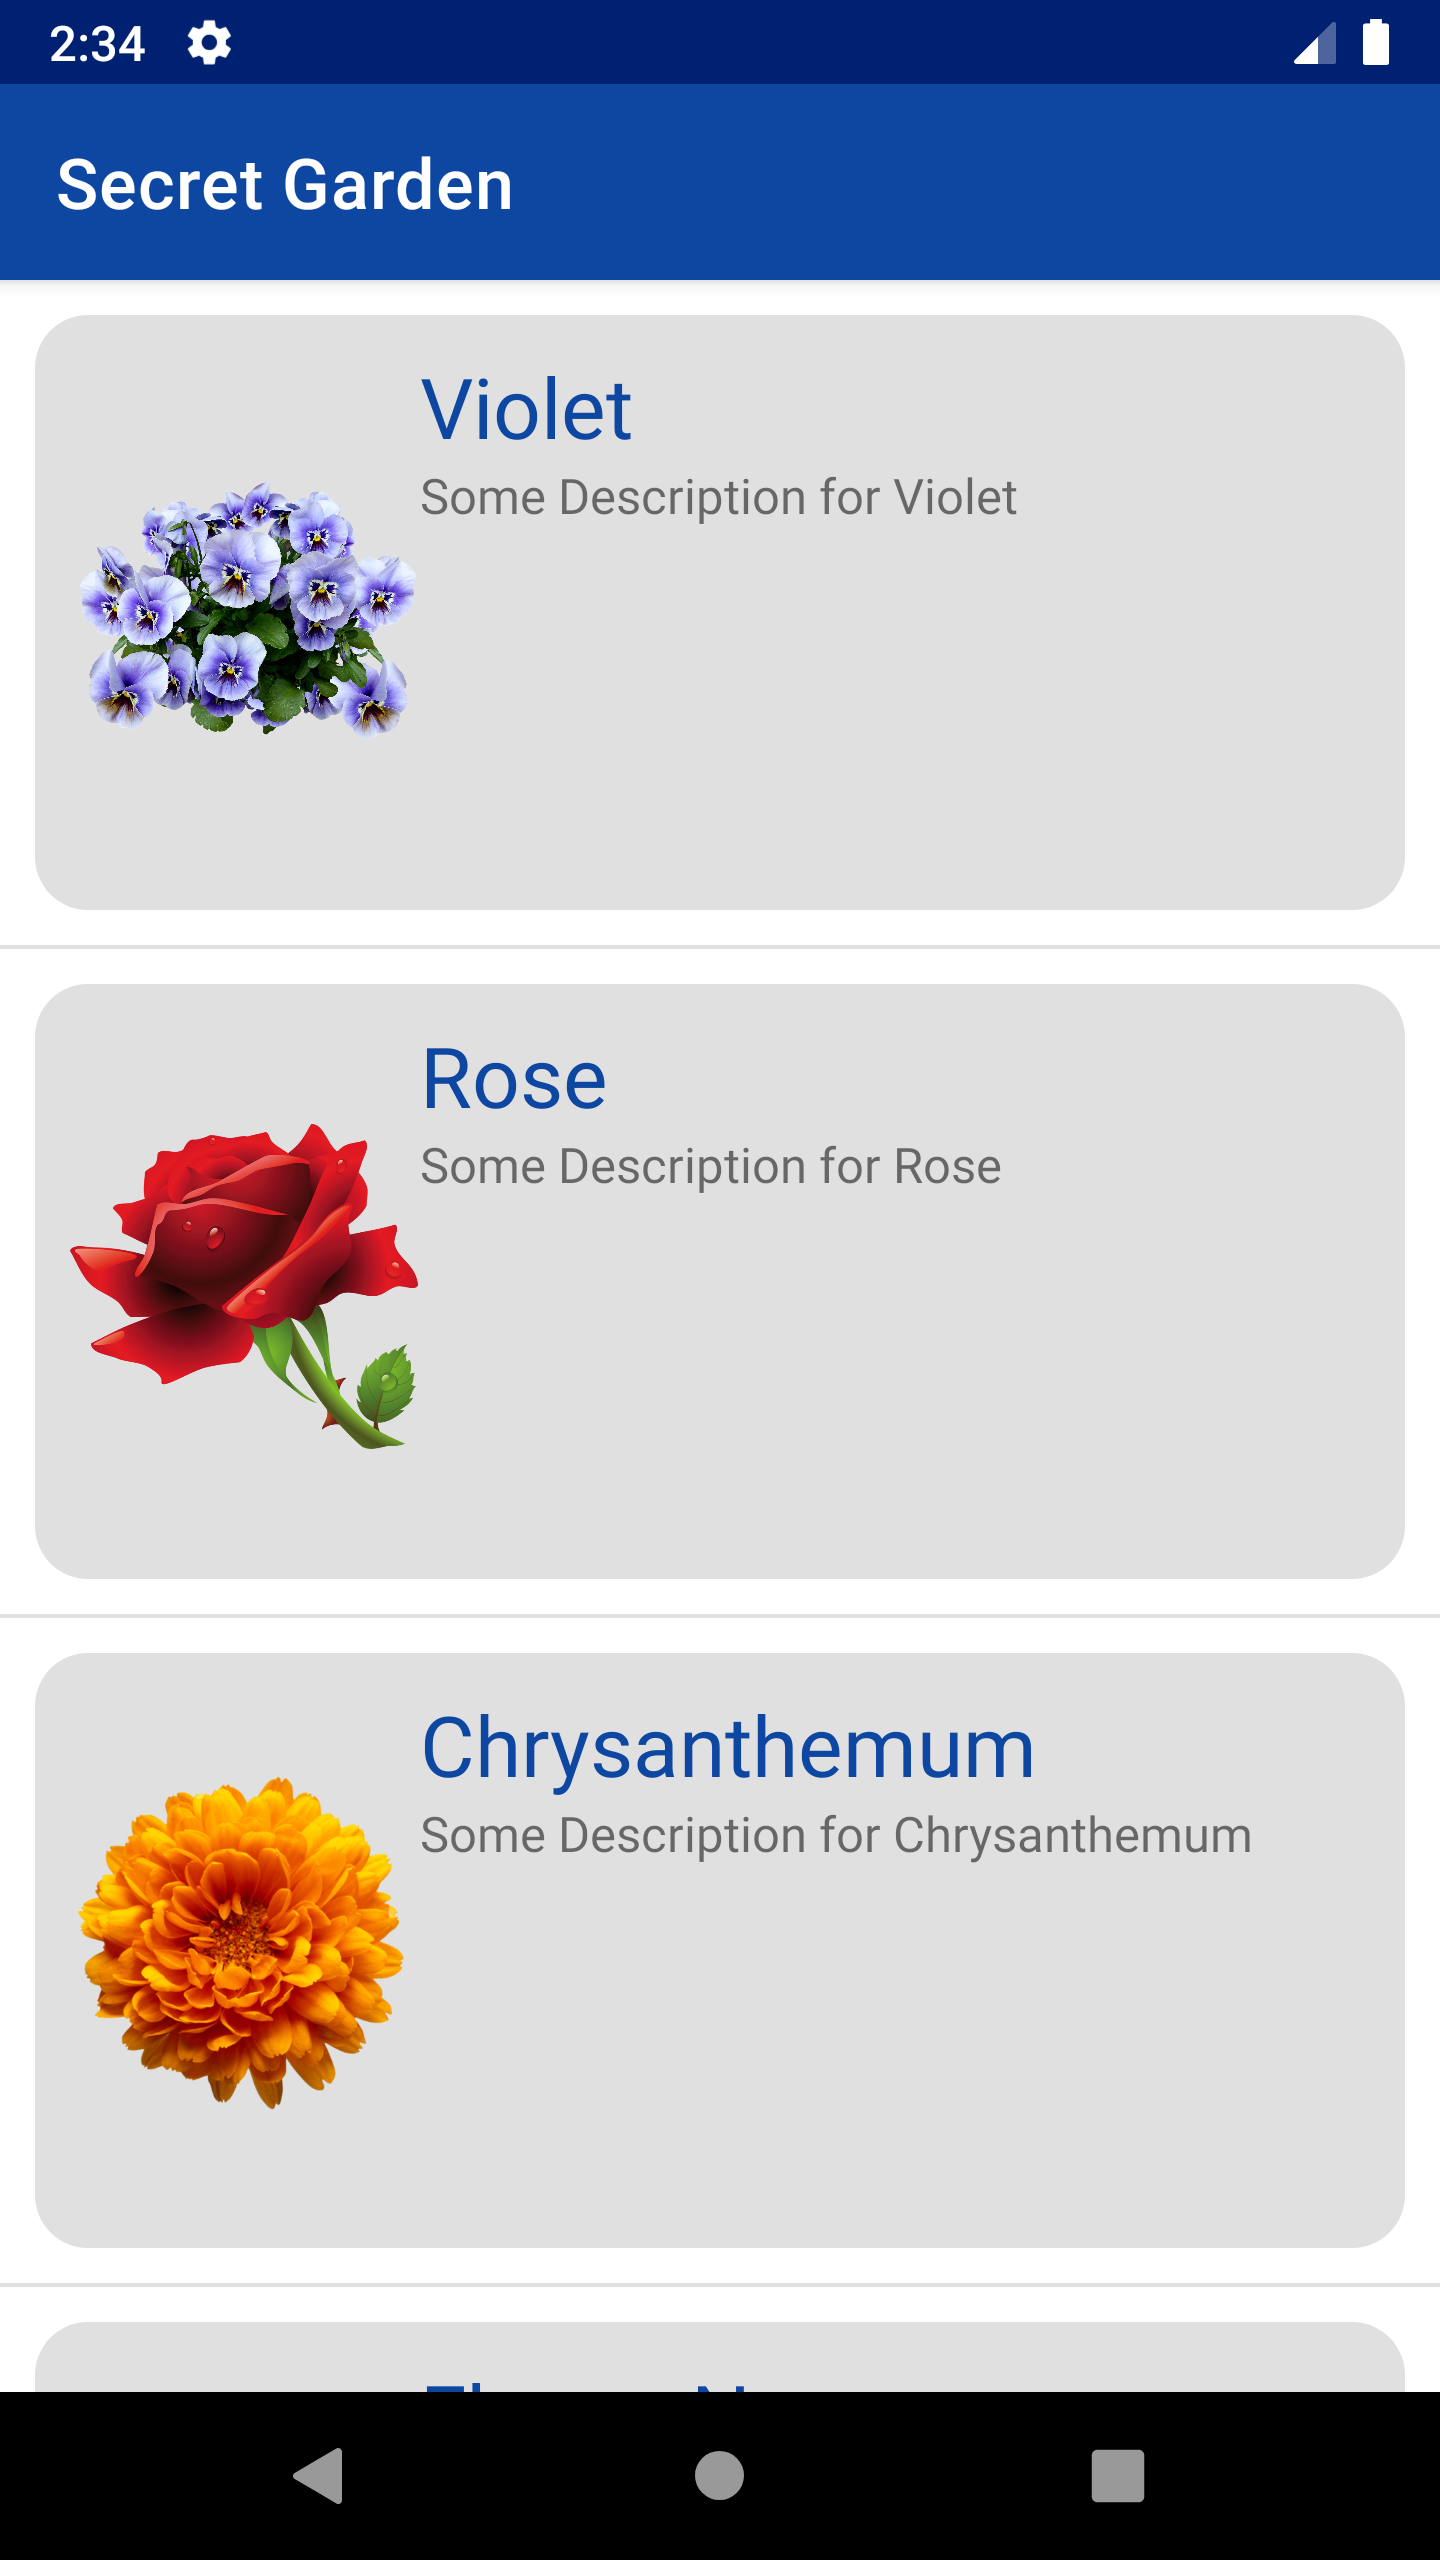 2:34
Secret Garden
Violet
Some Description for Violet
Rose
Some Description for Rose
Chrysanthemum
Some Description for Chrysanthemum